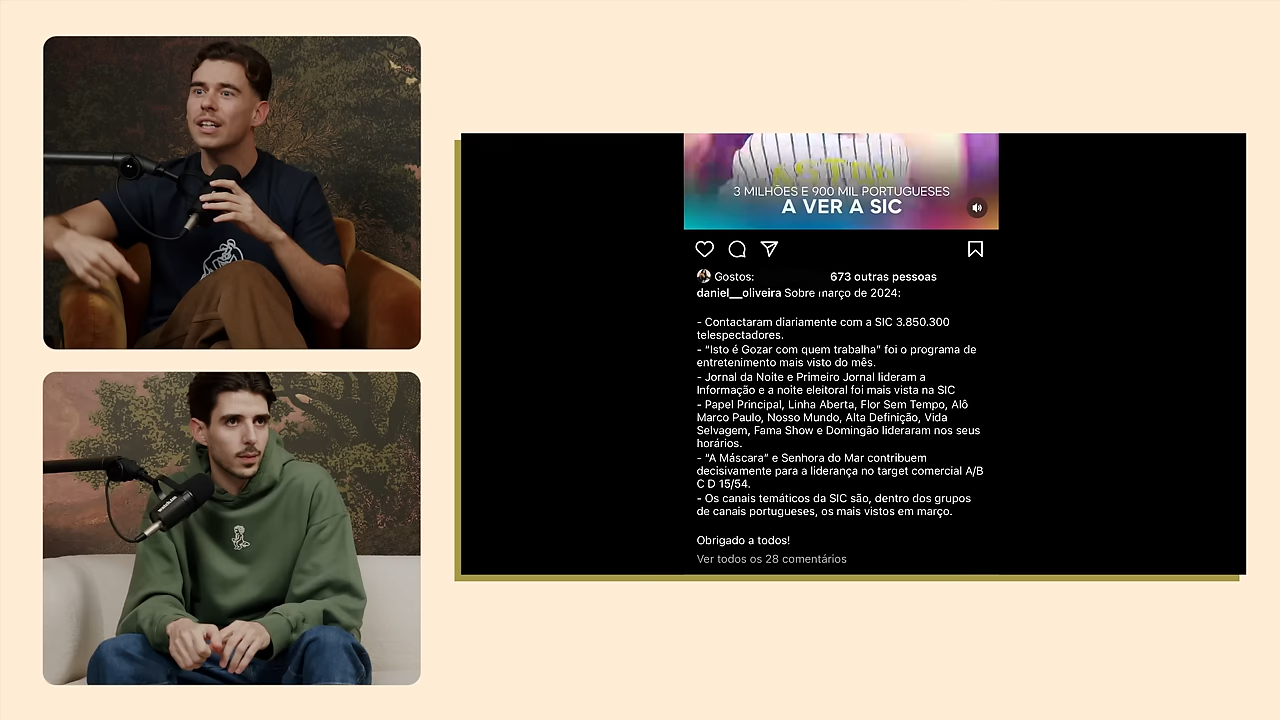 3 MILHÕES E 900 MIL PORTUGUESES
A VER A SIC
Gostos: 673 outras pessoas
daniel__oliveira Sobre março de 2024:
- Contactaram diariamente com a SIC 3.850.300
telespectadores.
- “Isto é Gozar com quem trabalha” foi o programa de
entretenimento mais visto do mês.
- Jornal da Noite e Primeiro Jornal lideram a
Informação e a noite eleitoral foi mais vista na SIC
- Papel Principal, Linha Aberta, Flor Sem Tempo, Alô
Marco Paulo, Nosso Mundo, Alta Definição, Vida
Selvagem, Fama Show e Domingão lideraram nos seus
horários.
- “A Máscara” e Senhora do Mar contribuem
decisivamente para a liderança no target comercial A/B
C D 15/54.
- Os canais temáticos da SIC são, dentro dos grupos
de canais portugueses, os mais vistos em março.
Obrigado a todos!
Ver todos os 28 comentários